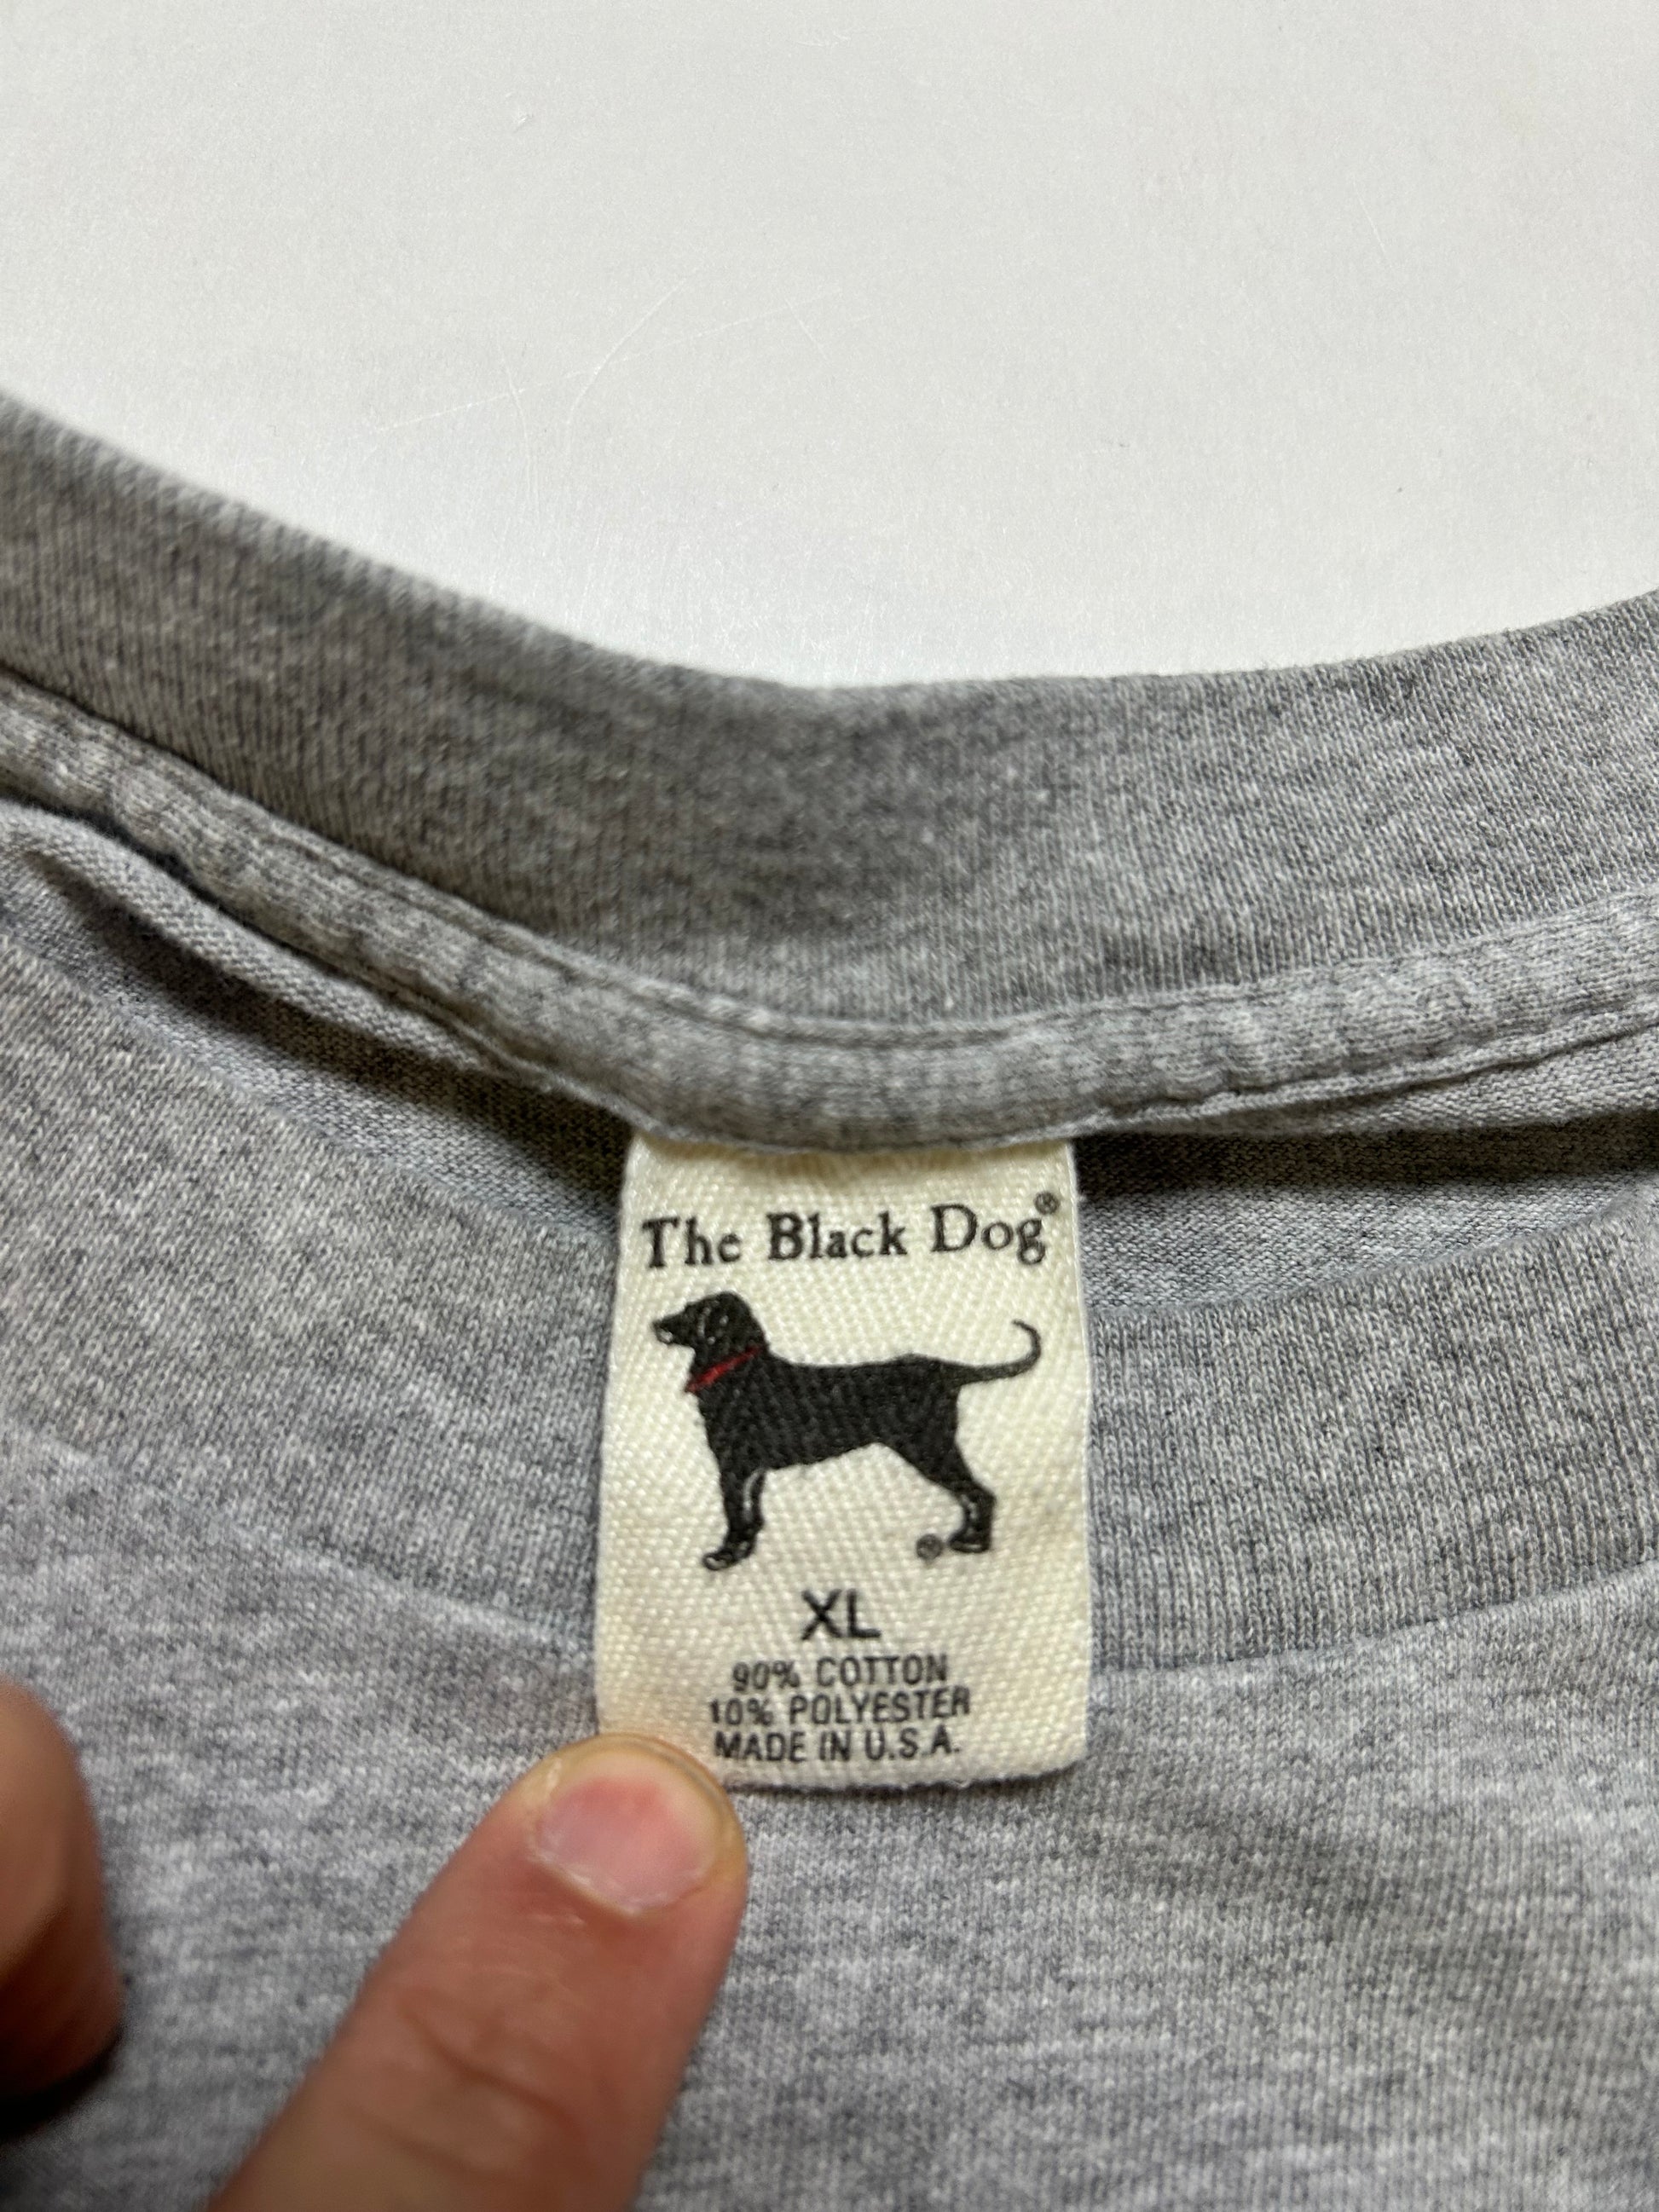 The Black Dog®
®
XL
90% COTTON
10% POLYESTER
MADE IN U.S.A.